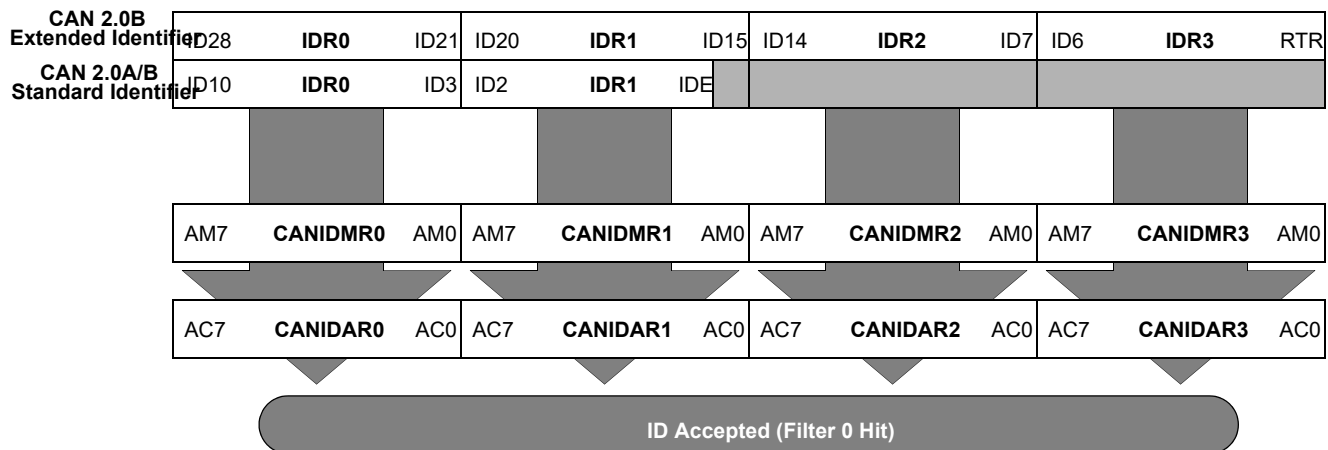 CAN 2.0B
Extended Identifier ID28 IDR0 ID21 ID20 IDR1 ID15 ID14 IDR2 ID7 ID6 IDR3 RTR
CAN 2.0A/B
Standard Identifier ID10 IDR0 ID3 ID2 IDR1 IDE
AM7 CANIDMR0 AM0 AM7 CANIDMR1 AM0 AM7 CANIDMR2 AM0 AM7 CANIDMR3 AM0
AC7 CANIDAR0 AC0 AC7 CANIDAR1 AC0 AC7 CANIDAR2 AC0 AC7 CANIDAR3 AC0
ID Accepted (Filter 0 Hit)